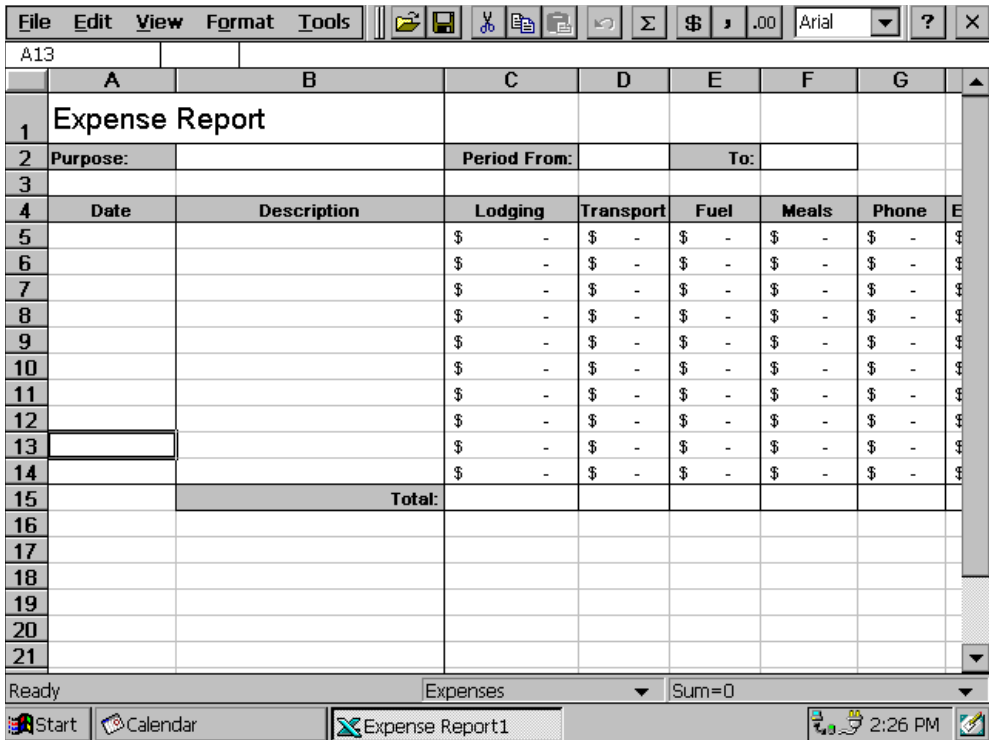 File Edit View Format Tools Σ $ , .00 Arial ? ×
A13
A B C D E F G
1 Expense Report
2 Purpose: Period From: To:
3
4 Date Description Lodging Transport Fuel Meals Phone E
5 $ - $ - $ - $ - $ - $
6 $ - $ - $ - $ - $ - $
7 $ - $ - $ - $ - $ - $
8 $ - $ - $ - $ - $ - $
9 $ - $ - $ - $ - $ - $
10 $ - $ - $ - $ - $ - $
11 $ - $ - $ - $ - $ - $
12 $ - $ - $ - $ - $ - $
13 $ - $ - $ - $ - $ - $
14 $ - $ - $ - $ - $ - $
15 Total:
16
17
18
19
20
21
Ready Expenses Sum=0
Start Calendar Expense Report1 2:26 PM